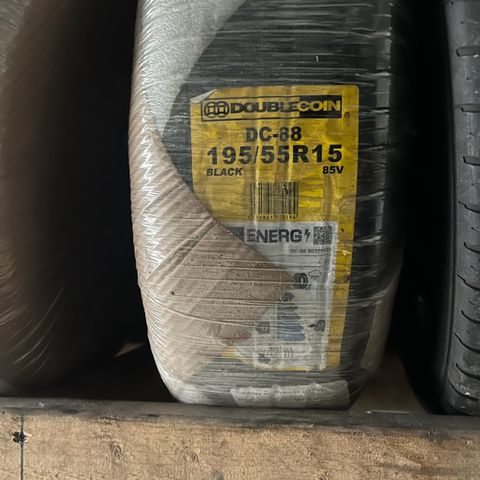 DOUBLECOIN
DC-88
195/55R15
BLACK 85V
ENERG